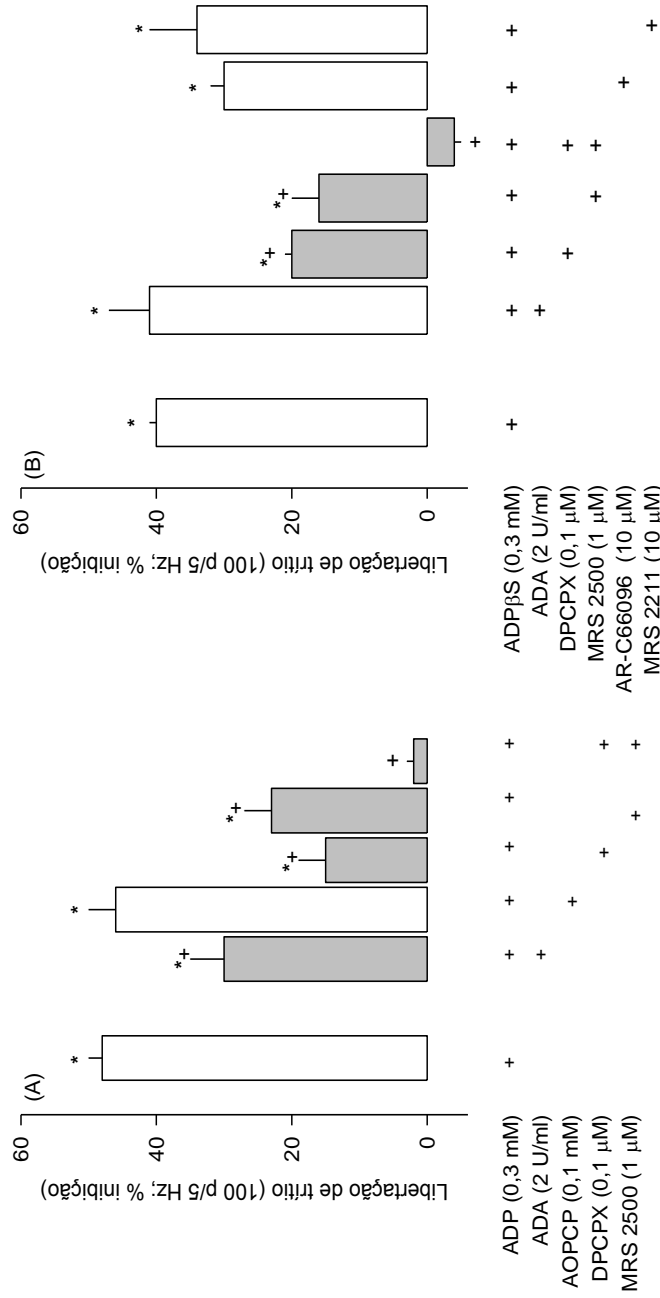 (A)
Libertação de trítio (100 p/5 Hz; % inibição)
60
40
20
0
* *+ * *+ *+ +
ADP (0,3 mM) + + + + + +
ADA (2 U/ml) +
AOPCP (0,1 mM) +
DPCPX (0,1 μM) + +
MRS 2500 (1 μM) + +
(B)
Libertação de trítio (100 p/5 Hz; % inibição)
60
40
20
0
* * *+ *+ + * *
ADPβS (0,3 mM) + + + + + + +
ADA (2 U/ml) +
DPCPX (0,1 μM) + +
MRS 2500 (1 μM) + +
AR-C66096 (10 μM) +
MRS 2211 (10 μM) +